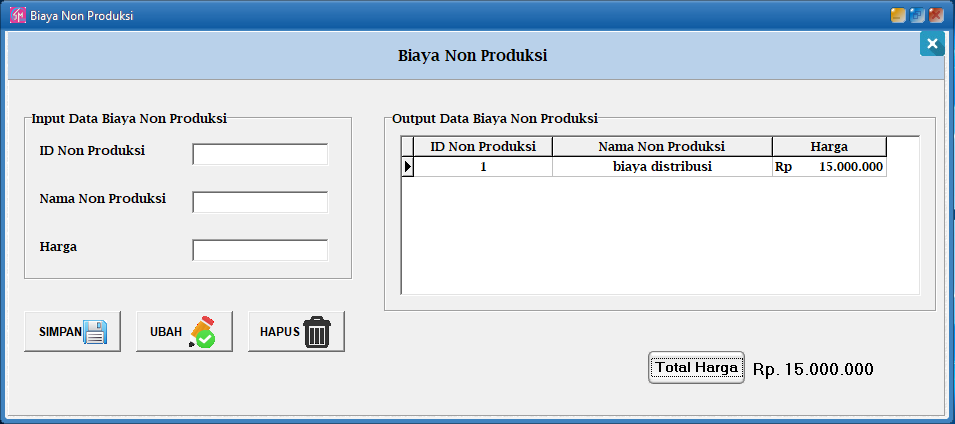 SM Biaya Non Produksi
Biaya Non Produksi
Input Data Biaya Non Produksi
ID Non Produksi
Nama Non Produksi
Harga
SIMPAN UBAH HAPUS
Output Data Biaya Non Produksi
ID Non Produksi Nama Non Produksi Harga
1 biaya distribusi Rp 15.000.000
Total Harga Rp. 15.000.000